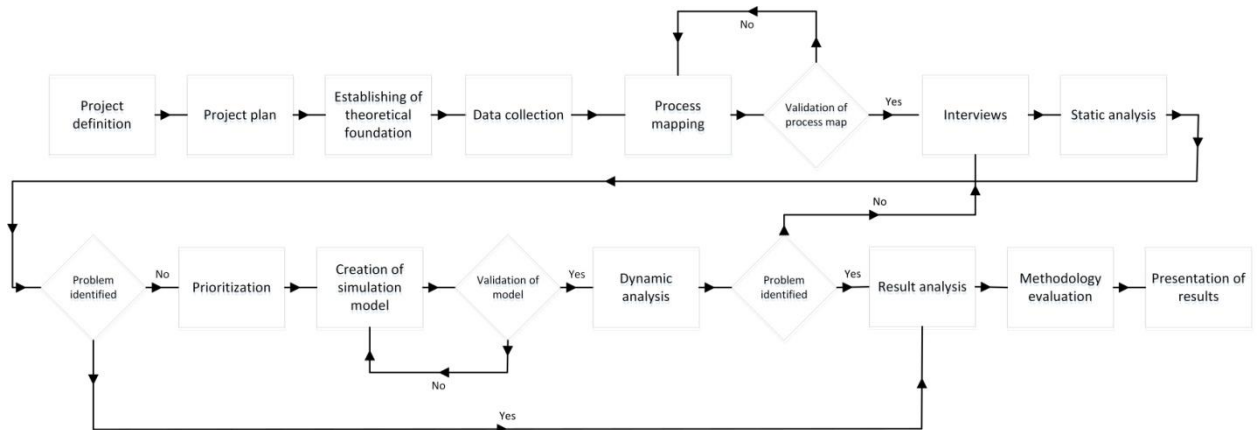 No
Project
definition
Project plan
Establishing of
theoretical
foundation
Data collection
Process
mapping
Validation of
process map
Yes
Interviews
Static analysis
No
Problem
identified
No
Prioritization
Creation of
simulation
model
Validation of
model
Yes
Dynamic
analysis
Problem
identified
Yes
Result analysis
Methodology
evaluation
Presentation of
results
No
Yes